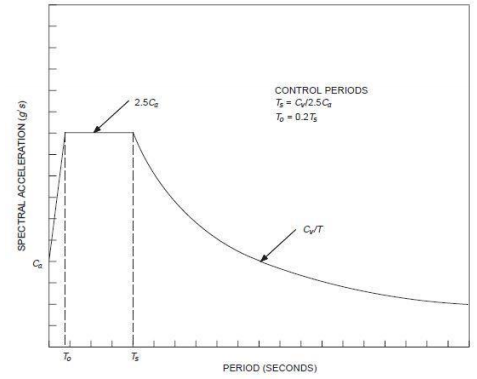 2.5Ca
CONTROL PERIODS
Ts = Cv/2.5Ca
To = 0.2Ts
SPECTRAL ACCELERATION (g's)
Cv/T
Ca
To
Ts
PERIOD (SECONDS)